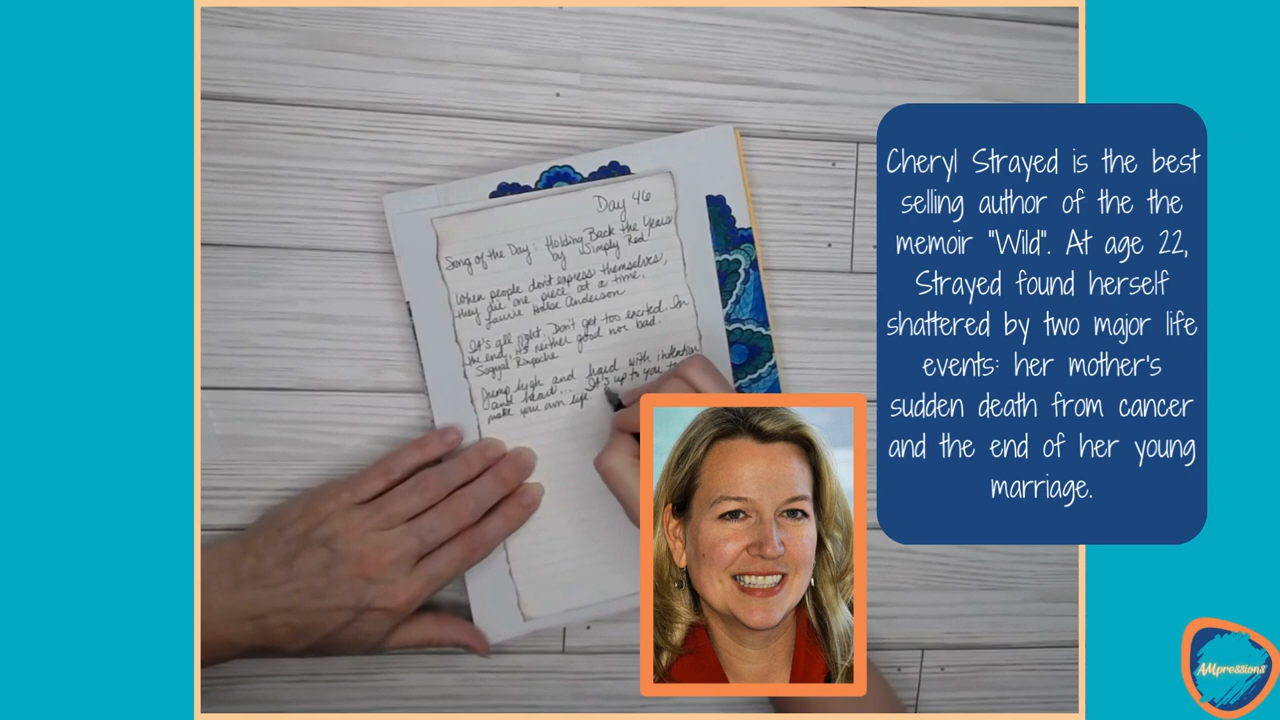 Day 46
Song of the Day: Holding Back the Years
by Simply Red
When people don't express themselves,
they die one piece at a time.
Laurie Halse Anderson
It's all right. Don't get too excited. In
the end, it's neither good nor bad.
Sogyal Rinpoche
Jump high and hard with intention
and heart... It's up to you to
make you own life
Cheryl Strayed is the best
selling author of the the
memoir "Wild". At age 22,
Strayed found herself
shattered by two major life
events: her mother's
sudden death from cancer
and the end of her young
marriage.
AMpressions